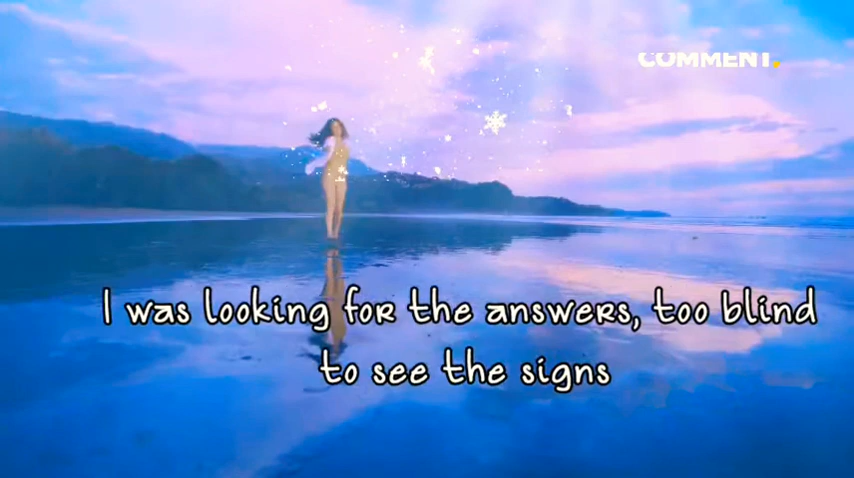 COMMENT.
I was looking for the answers, too blind
to see the signs